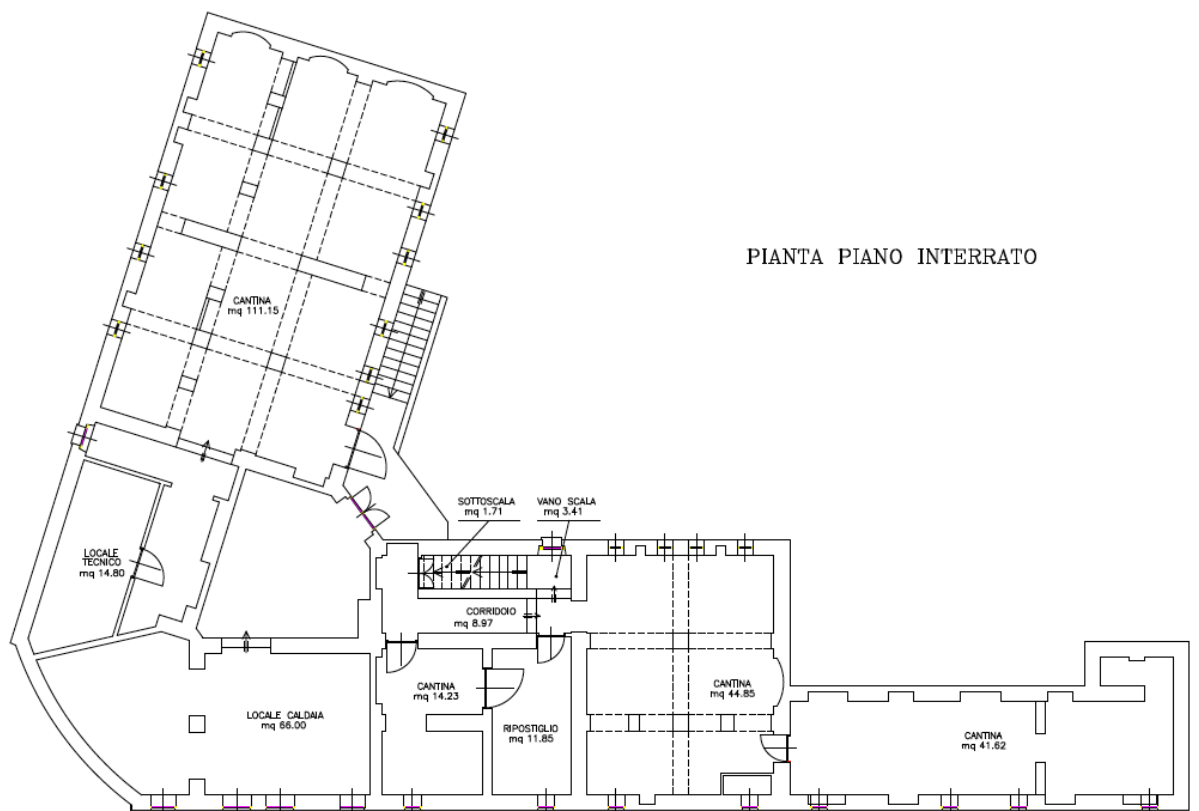 PIANTA PIANO INTERRATO
CANTINA
mq 111.15
SOTTOSCALA
mq 1.71
VANO SCALA
mq 3.41
LOCALE
TECNICO
mq 14.80
CORRIDOIO
mq 8.97
CANTINA
mq 14.23
CANTINA
mq 44.85
LOCALE CALDAIA
mq 66.00
RIPOSTIGLIO
mq 11.85
CANTINA
mq 41.62